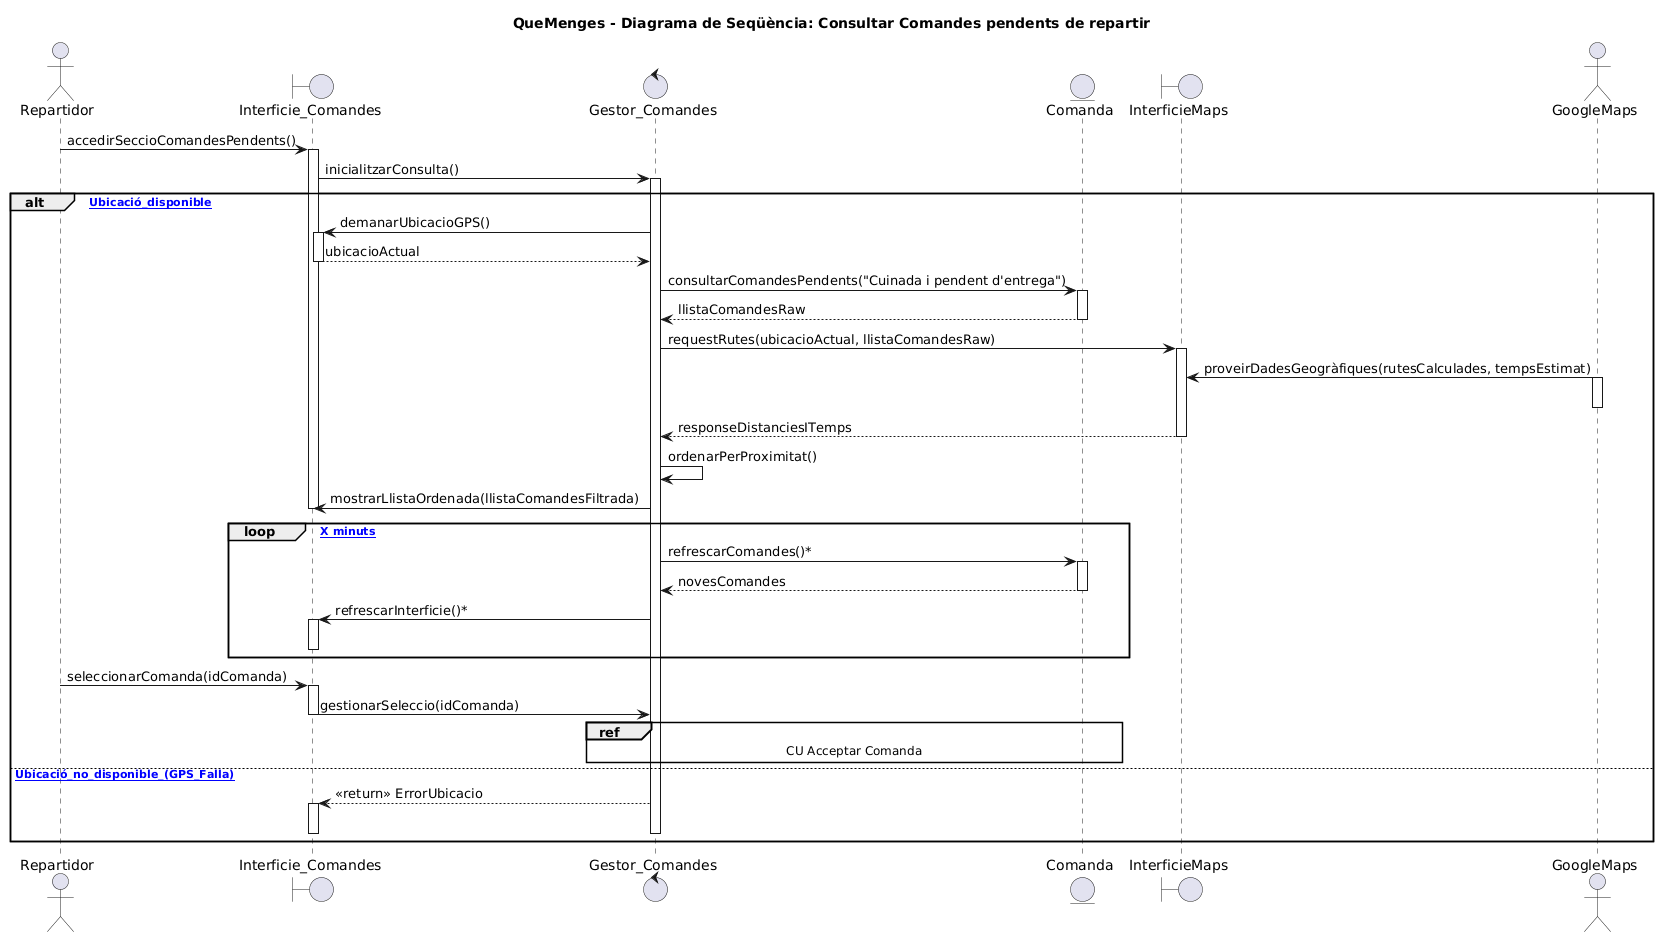 QueMenges - Diagrama de Seqüència: Consultar Comandes pendents de repartir
Repartidor
Interficie_Comandes
Gestor_Comandes
Comanda
InterficieMaps
GoogleMaps
accedirSeccioComandesPendents()
inicialitzarConsulta()
alt
Ubicació_disponible
demanarUbicacioGPS()
ubicacioActual
consultarComandesPendents("Cuinada i pendent d'entrega")
llistaComandesRaw
requestRutes(ubicacioActual, llistaComandesRaw)
proveirDadesGeogràfiques(rutesCalculades, tempsEstimat)
responseDistanciesITemps
ordenarPerProximitat()
mostrarLlistaOrdenada(llistaComandesFiltrada)
loop
X minuts
refrescarComandes()*
novesComandes
refrescarInterficie()*
seleccionarComanda(idComanda)
gestionarSeleccio(idComanda)
ref
CU Acceptar Comanda
Ubicació_no_disponible_(GPS_Falla)
«return» ErrorUbicacio
Repartidor
Interficie_Comandes
Gestor_Comandes
Comanda
InterficieMaps
GoogleMaps